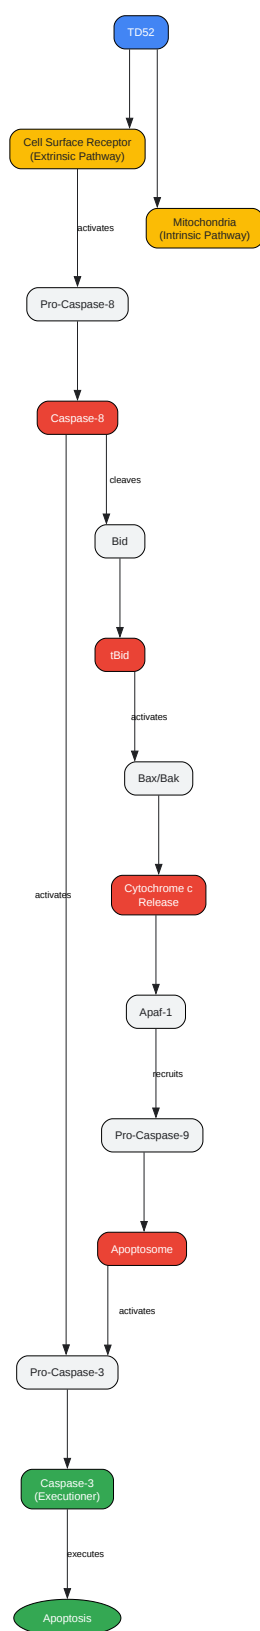 TD52
Cell Surface Receptor
(Extrinsic Pathway)
Mitochondria
(Intrinsic Pathway)
activates
Pro-Caspase-8
Caspase-8
cleaves
Bid
tBid
activates
Bax/Bak
Cytochrome c
Release
activates
Apaf-1
recruits
Pro-Caspase-9
Apoptosome
activates
Pro-Caspase-3
Caspase-3
(Executioner)
executes
Apoptosis